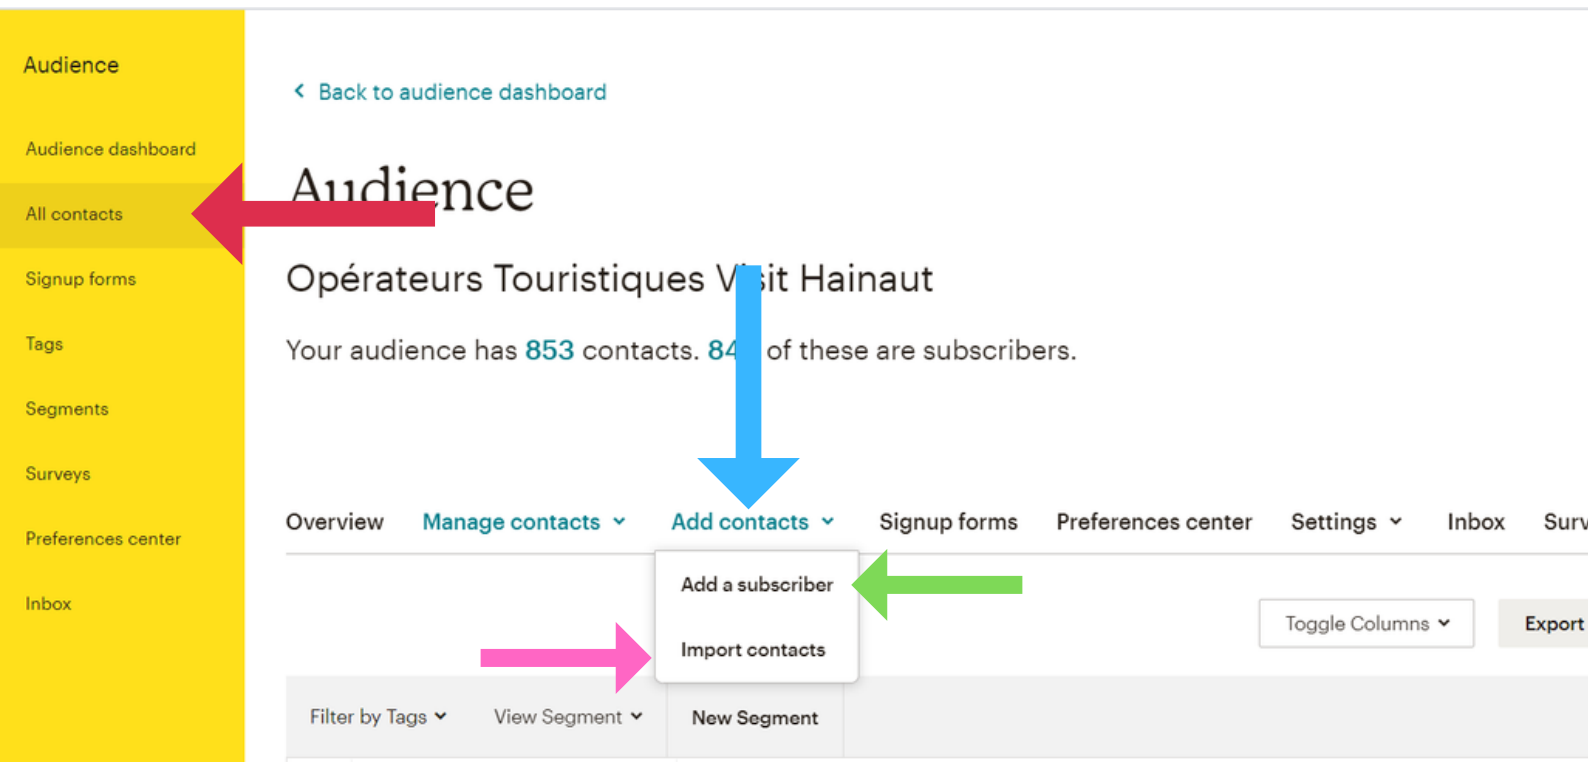 Audience
Audience dashboard
All contacts
Signup forms
Tags
Segments
Surveys
Preferences center
Inbox
Back to audience dashboard
Audience
Opérateurs Touristiques Visit Hainaut
Your audience has 853 contacts. of these are subscribers.
Overview Manage contacts Add contacts Signup forms Preferences center Settings Inbox Surv
Add a subscriber
Import contacts
Toggle Columns Export
Filter by Tags View Segment New Segment